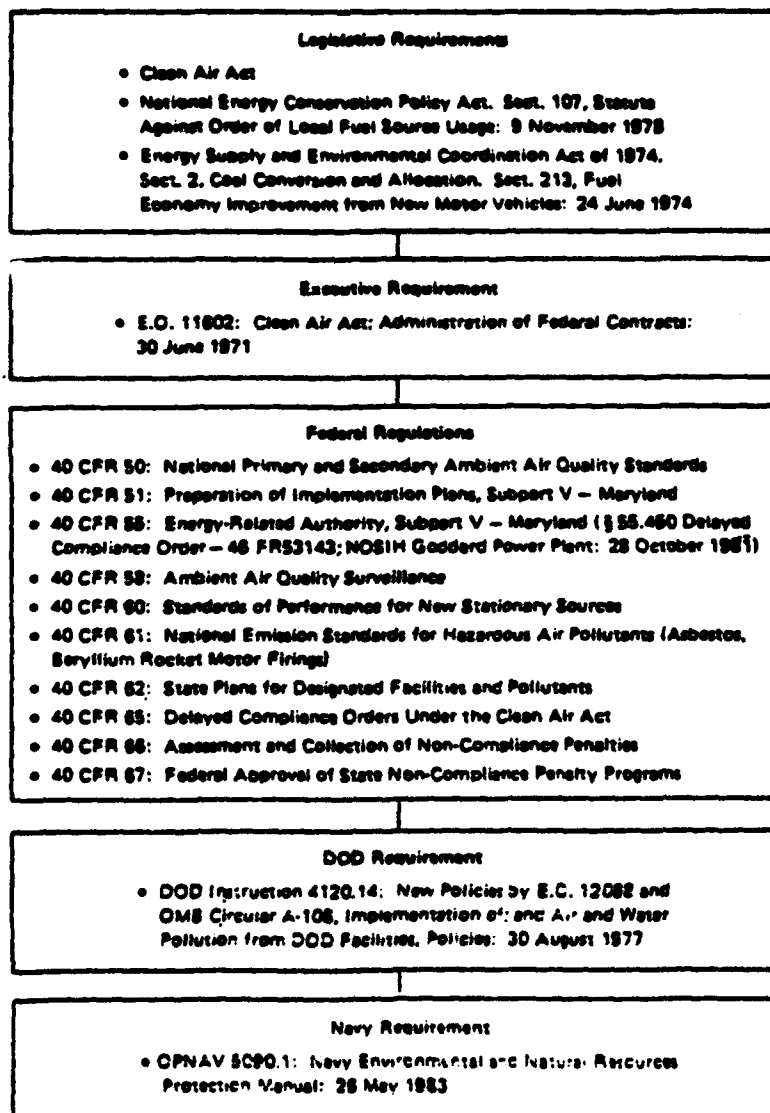 Legislative Requirements
• Clean Air Act
• National Energy Conservation Policy Act. Sect. 107, Statute
Against Order of Local Fuel Source Usage: 9 November 1978
• Energy Supply and Environmental Coordination Act of 1974,
Sect. 2, Coal Conversion and Allocation. Sect. 213, Fuel
Economy Improvement from New Motor Vehicles: 24 June 1974
Executive Requirement
• E.O. 11602: Clean Air Act; Administration of Federal Contracts:
30 June 1971
Federal Regulations
• 40 CFR 50: National Primary and Secondary Ambient Air Quality Standards
• 40 CFR 51: Preparation of Implementation Plans, Subpart V – Maryland
• 40 CFR 55: Energy-Related Authority, Subpart V – Maryland (§ 55.460 Delayed
Compliance Order – 46 FR53143; NOSIH Goddard Power Plant: 28 October 1981)
• 40 CFR 58: Ambient Air Quality Surveillance
• 40 CFR 60: Standards of Performance for New Stationary Sources
• 40 CFR 61: National Emission Standards for Hazardous Air Pollutants (Asbestos,
Beryllium Rocket Motor Firings)
• 40 CFR 62: State Plans for Designated Facilities and Pollutants
• 40 CFR 65: Delayed Compliance Orders Under the Clean Air Act
• 40 CFR 66: Assessment and Collection of Non-Compliance Penalties
• 40 CFR 67: Federal Approval of State Non-Compliance Penalty Programs
DOD Requirement
• DOD Instruction 4120.14: New Policies by E.O. 12088 and
OMB Circular A-106, Implementation of; and Air and Water
Pollution from DOD Facilities, Policies: 30 August 1977
Navy Requirement
• OPNAV 5090.1: Navy Environmental and Natural Resources
Protection Manual: 26 May 1983